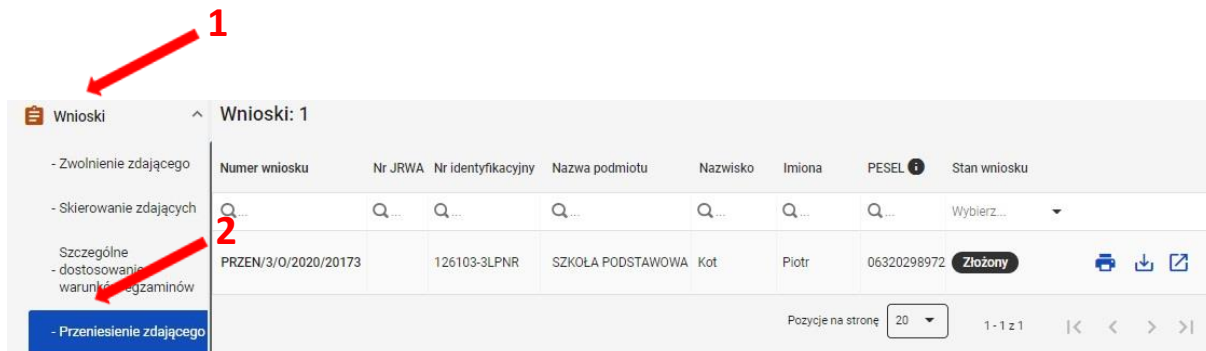 1
Wnioski
- Zwolnienie zdającego
- Skierowanie zdających
Szczególne
- dostosowanie
warunków egzaminów
- Przeniesienie zdającego
2
Wnioski: 1
Numer wniosku Nr JRWA Nr identyfikacyjny Nazwa podmiotu Nazwisko Imiona PESEL Stan wniosku
... ... ... ... ... ... ... Wybierz...
PRZEN/3/O/2020/20173 126103-3LPNR SZKOŁA PODSTAWOWA Kot Piotr 06320298972 Złożony
Pozycje na stronę 20 1 - 1 z 1